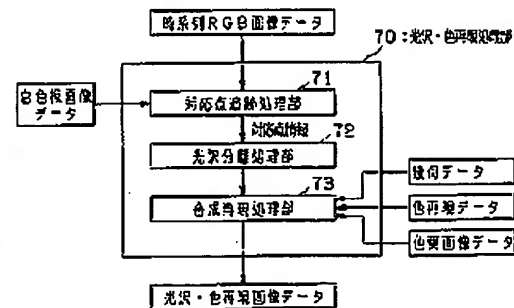 時系列RGB画像データ
70:光沢・色再現処理部
71
白色板画像
データ
対応点追跡処理部
対応点情報
72
光沢分離処理部
73
合成再現処理部
幾何データ
色再現データ
画像データ
光沢・色再現画像データ